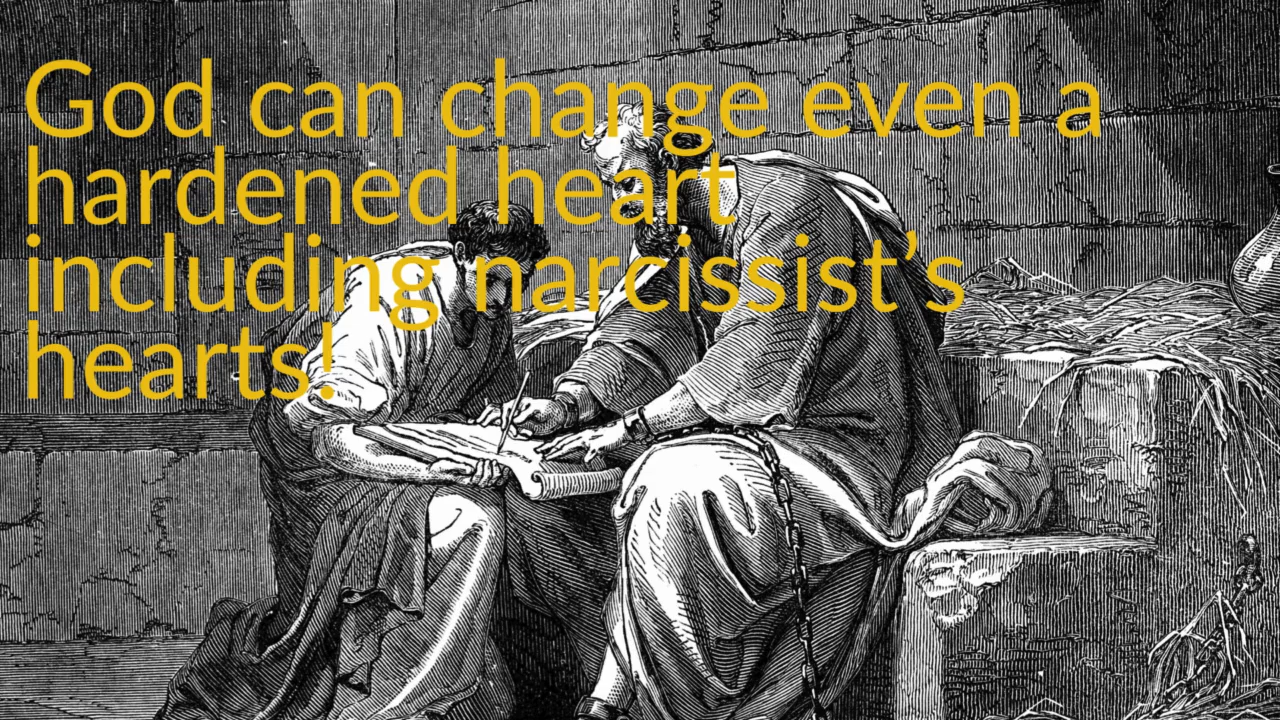 God can change even a
hardened heart
including narcissist’s
hearts!